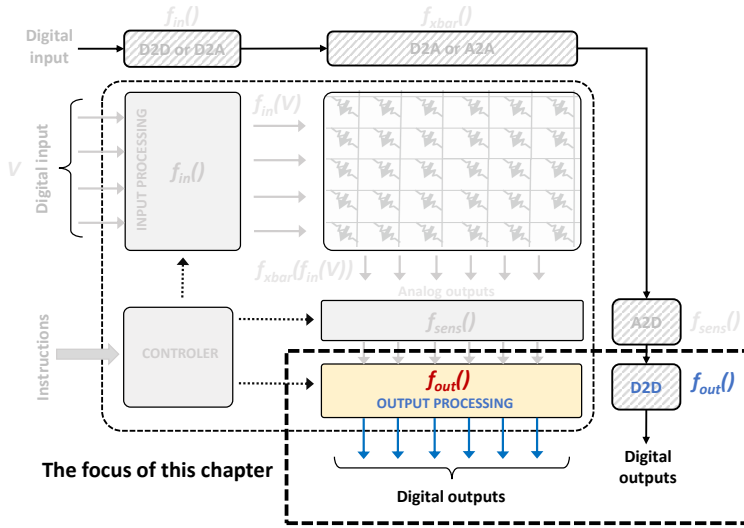 f_in()
f_xbar()
Digital
input
D2D or D2A
D2A or A2A
V
Digital input
INPUT PROCESSING
f_in()
f_in(V)
f_xbar(f_in(V))
Analog outputs
Instructions
CONTROLER
f_sens()
A2D
f_sens()
f_out()
OUTPUT PROCESSING
D2D
f_out()
The focus of this chapter
Digital outputs
Digital
outputs